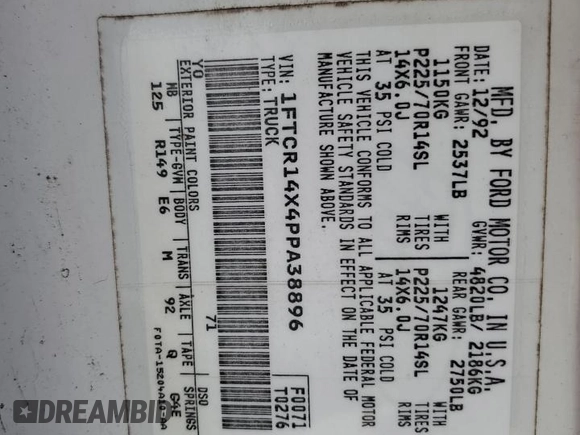 MFD. BY FORD MOTOR CO. IN U.S.A.
12/92 GVWR: 4820LB/ 2186KG
FRONT GAWR: 2537LB REAR GAWR: 2750LB
1150KG WITH 1247KG WITH
P225/70R14SL TIRES P225/70R14SL TIRES
14X6.0J RIMS 14X6.0J RIMS
AT 35 PSI COLD AT 35 PSI COLD
THIS VEHICLE CONFORMS TO ALL APPLICABLE FEDERAL MOTOR
VEHICLE SAFETY STANDARDS IN EFFECT ON THE DATE OF
MANUFACTURE SHOWN ABOVE.
VIN: 1FTCR14X4PPA38896 F0071
TYPE: TRUCK T0276
71
YO DSO
EXTERIOR PAINT COLORS
WB TYPE-GVW BODY TRANS AXLE TAPE SPRINGS
125 R149 E6 M 92 Q G4E
DREAMBID